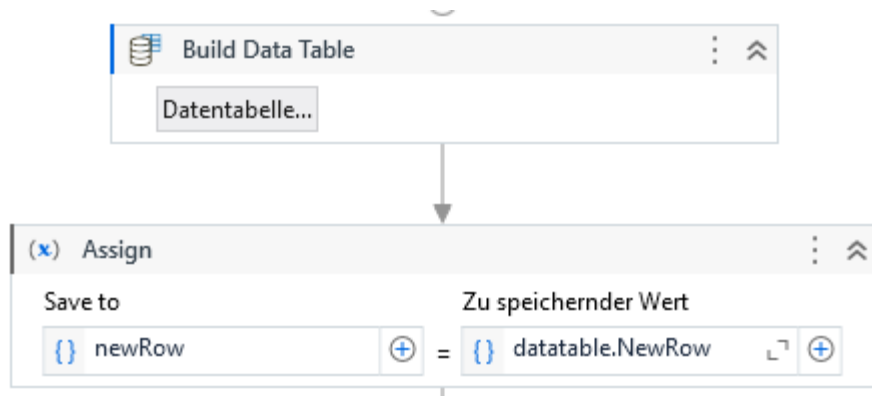 Build Data Table
Datentabelle...
(x) Assign
Save to
Zu speichernder Wert
{} newRow = {} datatable.NewRow